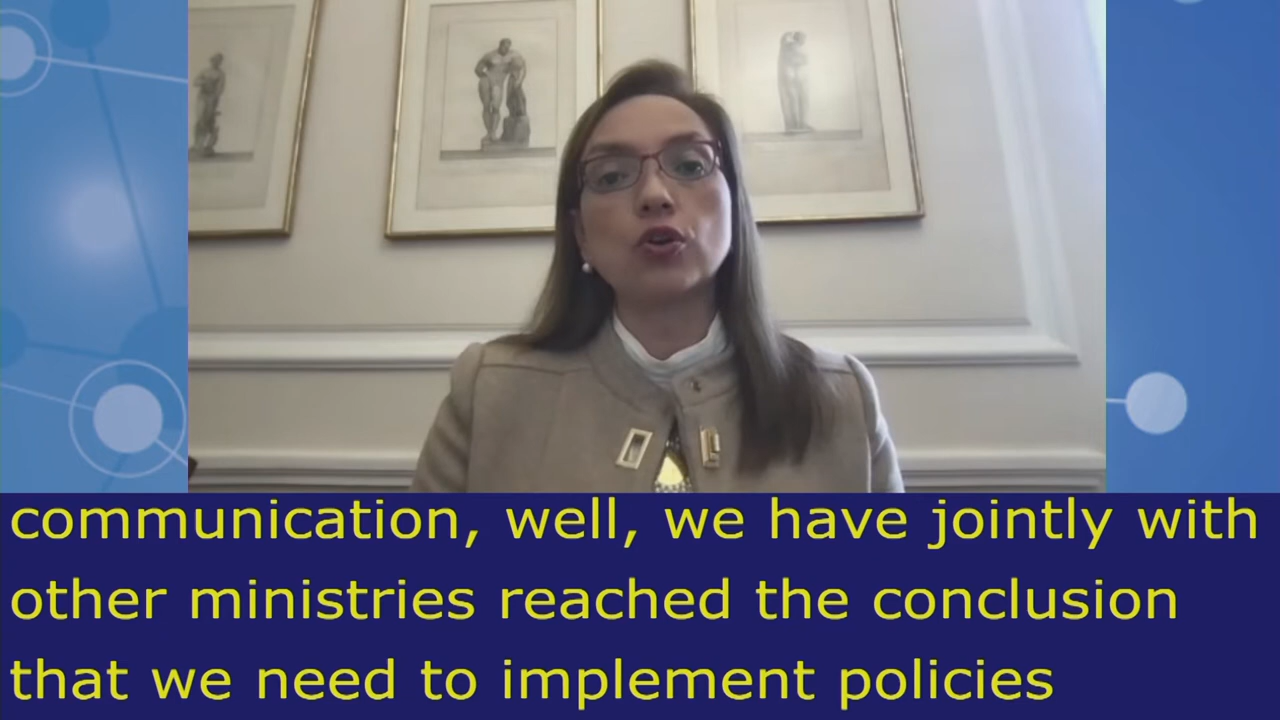 communication, well, we have jointly with
other ministries reached the conclusion
that we need to implement policies